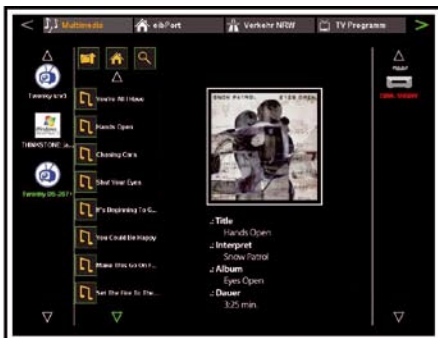 < Multimedia eibPort Verkehr NRW TV Programm >
You're All I Have
Hands Open
Chasing Cars
Shut Your Eyes
It's Beginning To G...
You Could Be Happy
Make This Go On F...
Set The Fire To The...
SNOW PATROL. EYES OPEN
.:Title
Hands Open
.:Interpret
Snow Patrol
.:Album
Eyes Open
.:Dauer
3:25 min.